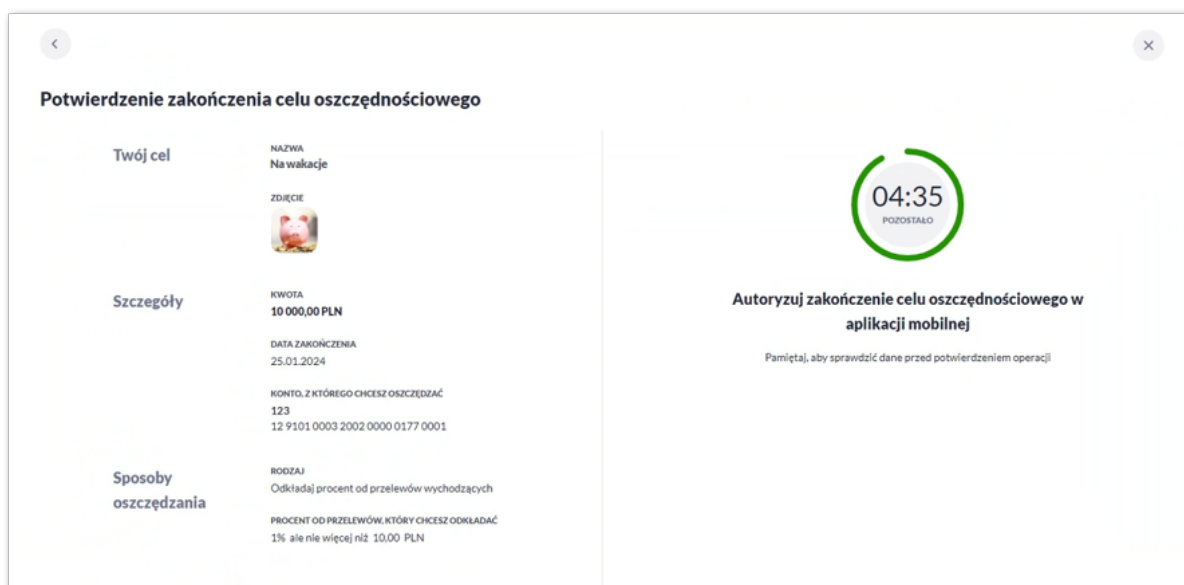 Potwierdzenie zakończenia celu oszczędnościowego
Twój cel
NAZWA
Na wakacje
ZDJĘCIE
Szczegóły
KWOTA
10 000,00 PLN
DATA ZAKOŃCZENIA
25.01.2024
KONTO, Z KTÓREGO CHCESZ OSZCZĘDZAĆ
123
12 9101 0003 2002 0000 0177 0001
Sposoby
oszczędzania
RODZAJ
Odkładaj procent od przelewów wychodzących
PROCENT OD PRZELEWÓW, KTÓRY CHCESZ ODKŁADAĆ
1% ale nie więcej niż 10,00 PLN
04:35
POZOSTAŁO
Autoryzuj zakończenie celu oszczędnościowego w
aplikacji mobilnej
Pamiętaj, aby sprawdzić dane przed potwierdzeniem operacji